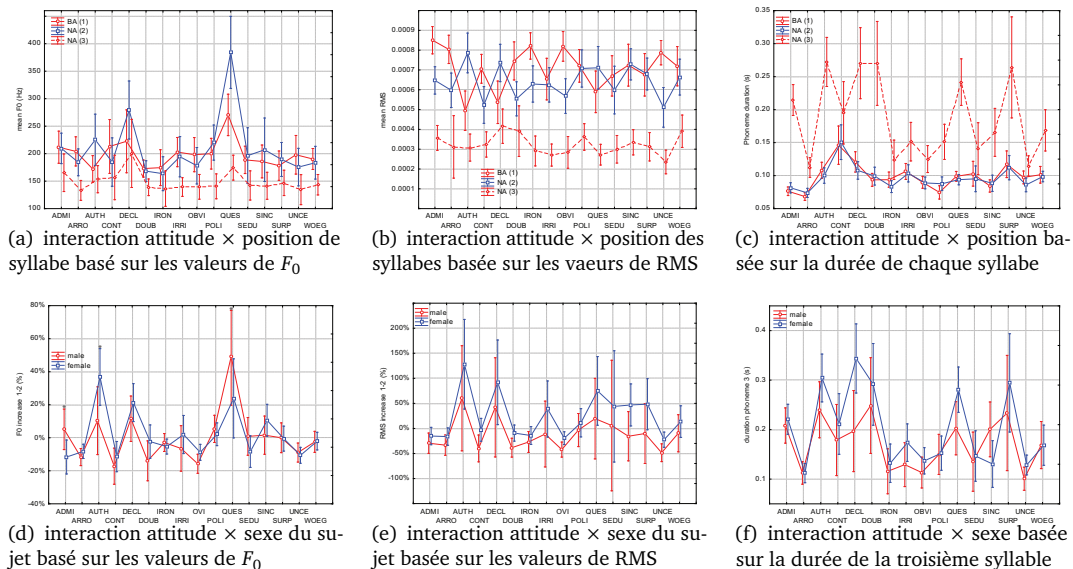 BA (1)
NA (2)
NA (3)
mean F0 (Hz)
400
350
300
250
200
150
100
ADMI AUTH DECL IRON OBVI QUES SINC UNCE
ARRO CONT DOUB IRRI POLI SEDU SURP WOEG
(a) interaction attitude × position de
syllabe basé sur les valeurs de F0
mean RMS
0.0009
0.0008
0.0007
0.0006
0.0005
0.0004
0.0003
0.0002
0.0001
BA (1)
NA (2)
NA (3)
ADMI AUTH DECL IRON OBVI QUES SINC UNCE
ARRO CONT DOUB IRRI POLI SEDU SURP WOEG
(b) interaction attitude × position des
syllabes basée sur les vaeurs de RMS
BA (1)
NA (2)
NA (3)
Phoneme duration (s)
0.35
0.30
0.25
0.20
0.15
0.10
0.05
ADMI AUTH DECL IRON OBVI QUES SINC UNCE
ARRO CONT DOUB IRRI POLI SEDU SURP WOEG
(c) interaction attitude × position ba-
sée sur la durée de chaque syllabe
male
female
F0 increase 1-2 (%)
80%
60%
40%
20%
0%
-20%
-40%
ADMI AUTH DECL IRON OVI QUES SINC UNCE
ARRO CONT DOUB IRRI POLI SEDU SURP WOEG
(d) interaction attitude × sexe du su-
jet basé sur les valeurs de F0
male
female
RMS increase 1-2 (%)
200%
150%
100%
50%
0%
-50%
-100%
ADMI AUTH DECL IRON OVI QUES SINC UNCE
ARRO CONT DOUB IRRI POLI SEDU SURP WOEG
(e) interaction attitude × sexe du su-
jet basée sur les valeurs de RMS
male
female
duration phoneme 3 (s)
0.4
0.3
0.2
0.1
ADMI AUTH DECL IRON OBVI QUES SINC UNCE
ARRO CONT DOUB IRRI POLI SEDU SURP WOEG
(f) interaction attitude × sexe basée
sur la durée de la troisième syllable